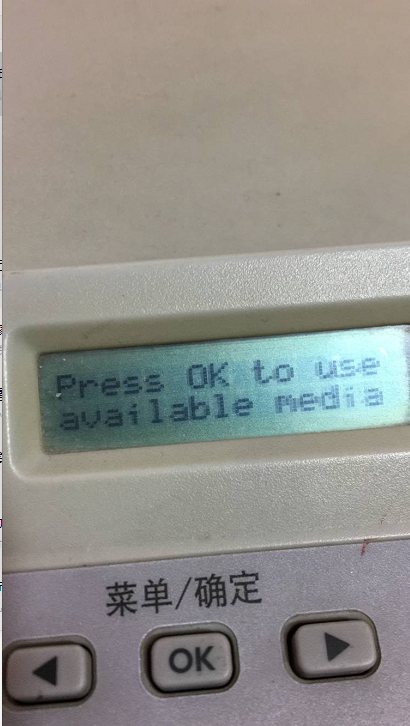 Press OK to use
available media
菜单/确定
OK